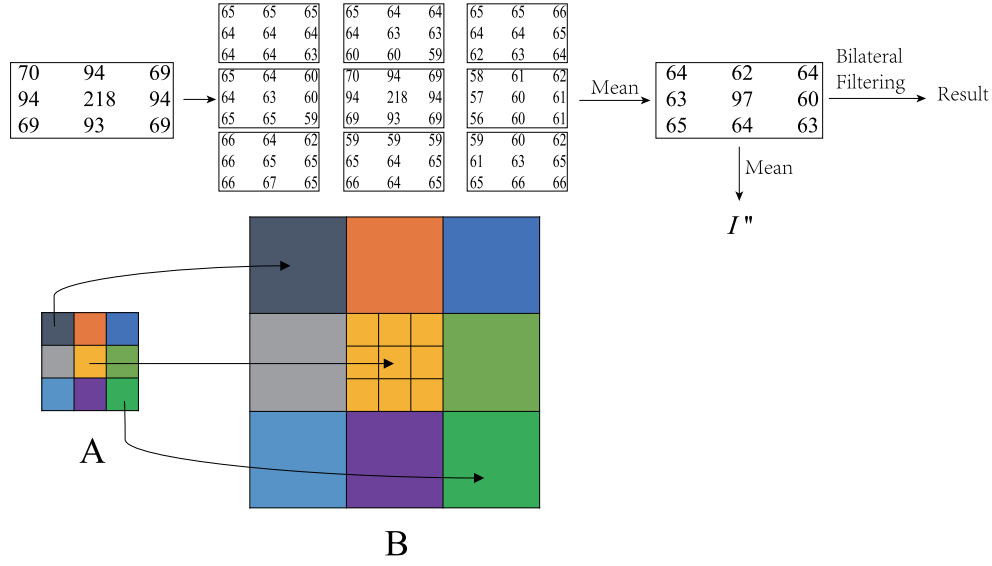 65 65 65 65 64 64 65 65 66
64 64 64 64 63 63 64 64 65
64 64 63 60 60 59 62 63 64
70 94 69
94 218 94
69 93 69
65 64 60 70 94 69 58 61 62
64 63 60 94 218 94 57 60 61
65 65 59 69 93 69 56 60 61
66 64 62 59 59 59 59 60 62
66 65 65 65 64 65 61 63 65
66 67 65 66 64 65 65 66 66
Mean
64 62 64
63 97 60
65 64 63
Bilateral
Filtering
Result
Mean
I"
A
B